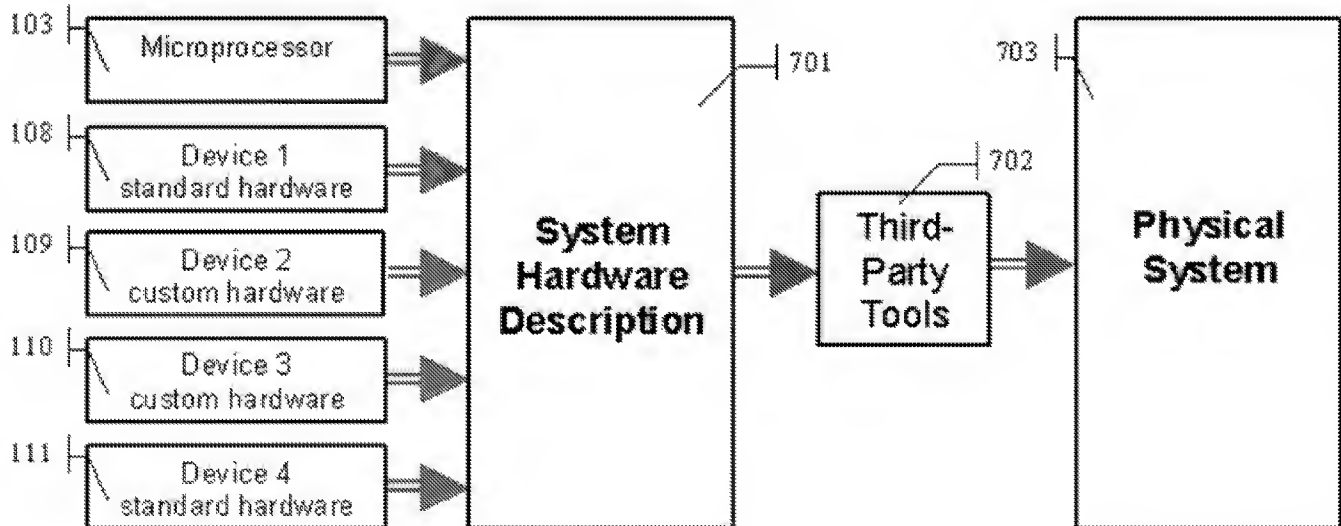 103
Microprocessor
108
Device 1
standard hardware
109
Device 2
custom hardware
110
Device 3
custom hardware
111
Device 4
standard hardware
701
System
Hardware
Description
702
Third-
Party
Tools
703
Physical
System